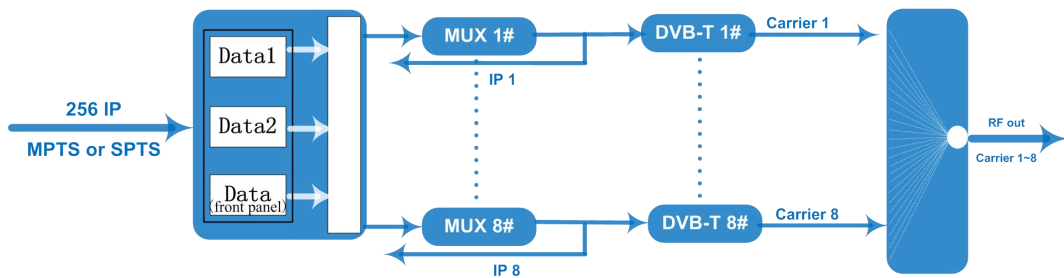 256 IP
MPTS or SPTS
Data1
Data2
Data
(front panel)
MUX 1#
IP 1
DVB-T 1#
Carrier 1
MUX 8#
IP 8
DVB-T 8#
Carrier 8
RF out
Carrier 1~8